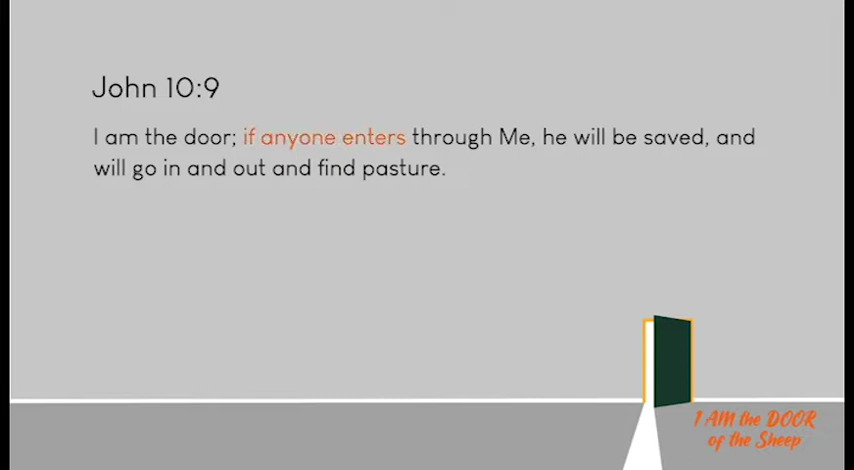 John 10:9
I am the door; if anyone enters through Me, he will be saved, and
will go in and out and find pasture.
I AM the DOOR
of the Sheep